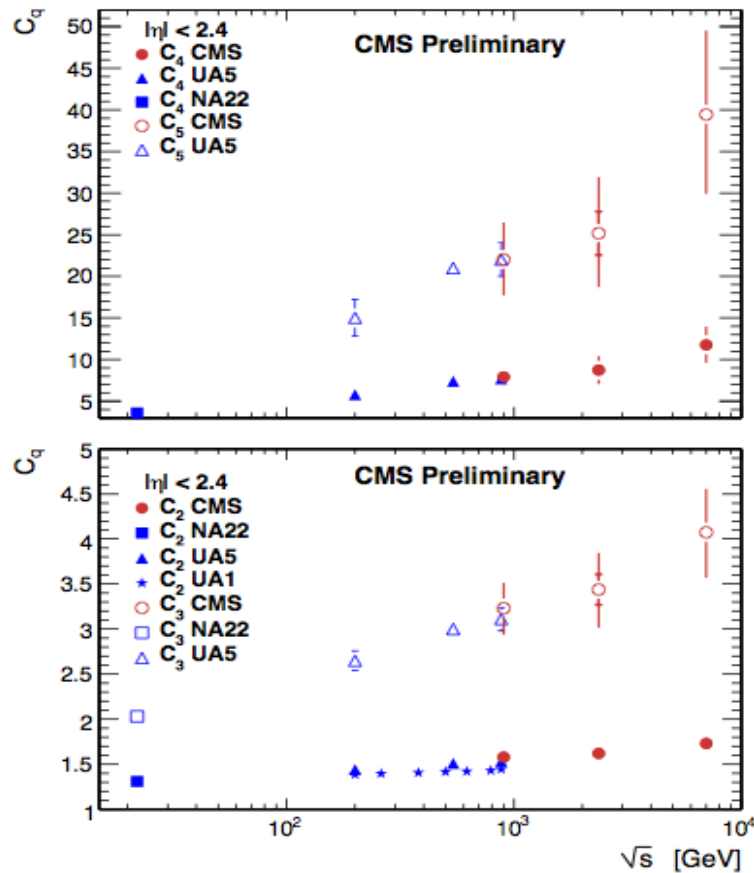 C_q
|η| < 2.4
CMS Preliminary
C_4 CMS
C_4 UA5
C_4 NA22
C_5 CMS
C_5 UA5
50
45
40
35
30
25
20
15
10
5
C_q
|η| < 2.4
CMS Preliminary
C_2 CMS
C_2 NA22
C_2 UA5
C_2 UA1
C_3 CMS
C_3 NA22
C_3 UA5
5
4.5
4
3.5
3
2.5
2
1.5
1
10^2
10^3
10^4
√s [GeV]